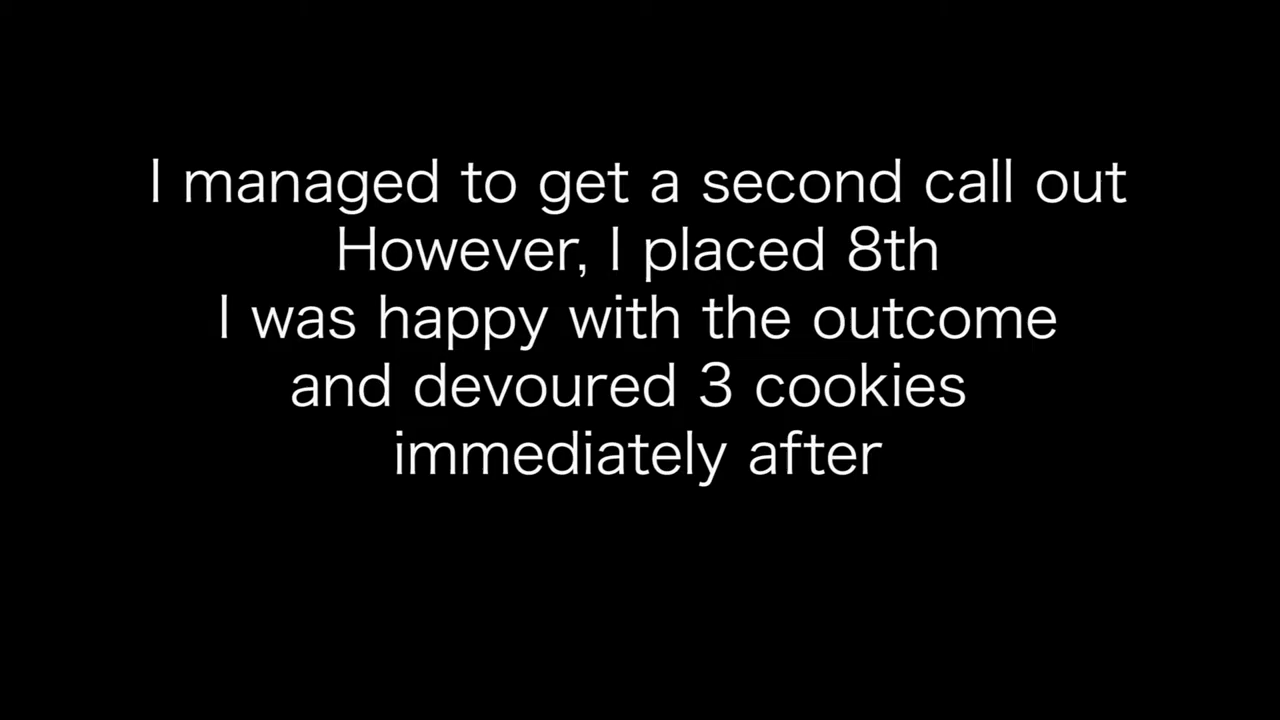 I managed to get a second call out
However, I placed 8th
I was happy with the outcome
and devoured 3 cookies
immediately after